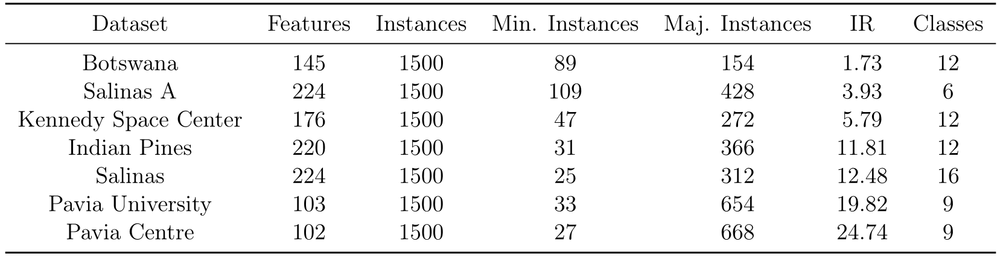 Dataset Features Instances Min. Instances Maj. Instances IR Classes
Botswana 145 1500 89 154 1.73 12
Salinas A 224 1500 109 428 3.93 6
Kennedy Space Center 176 1500 47 272 5.79 12
Indian Pines 220 1500 31 366 11.81 12
Salinas 224 1500 25 312 12.48 16
Pavia University 103 1500 33 654 19.82 9
Pavia Centre 102 1500 27 668 24.74 9